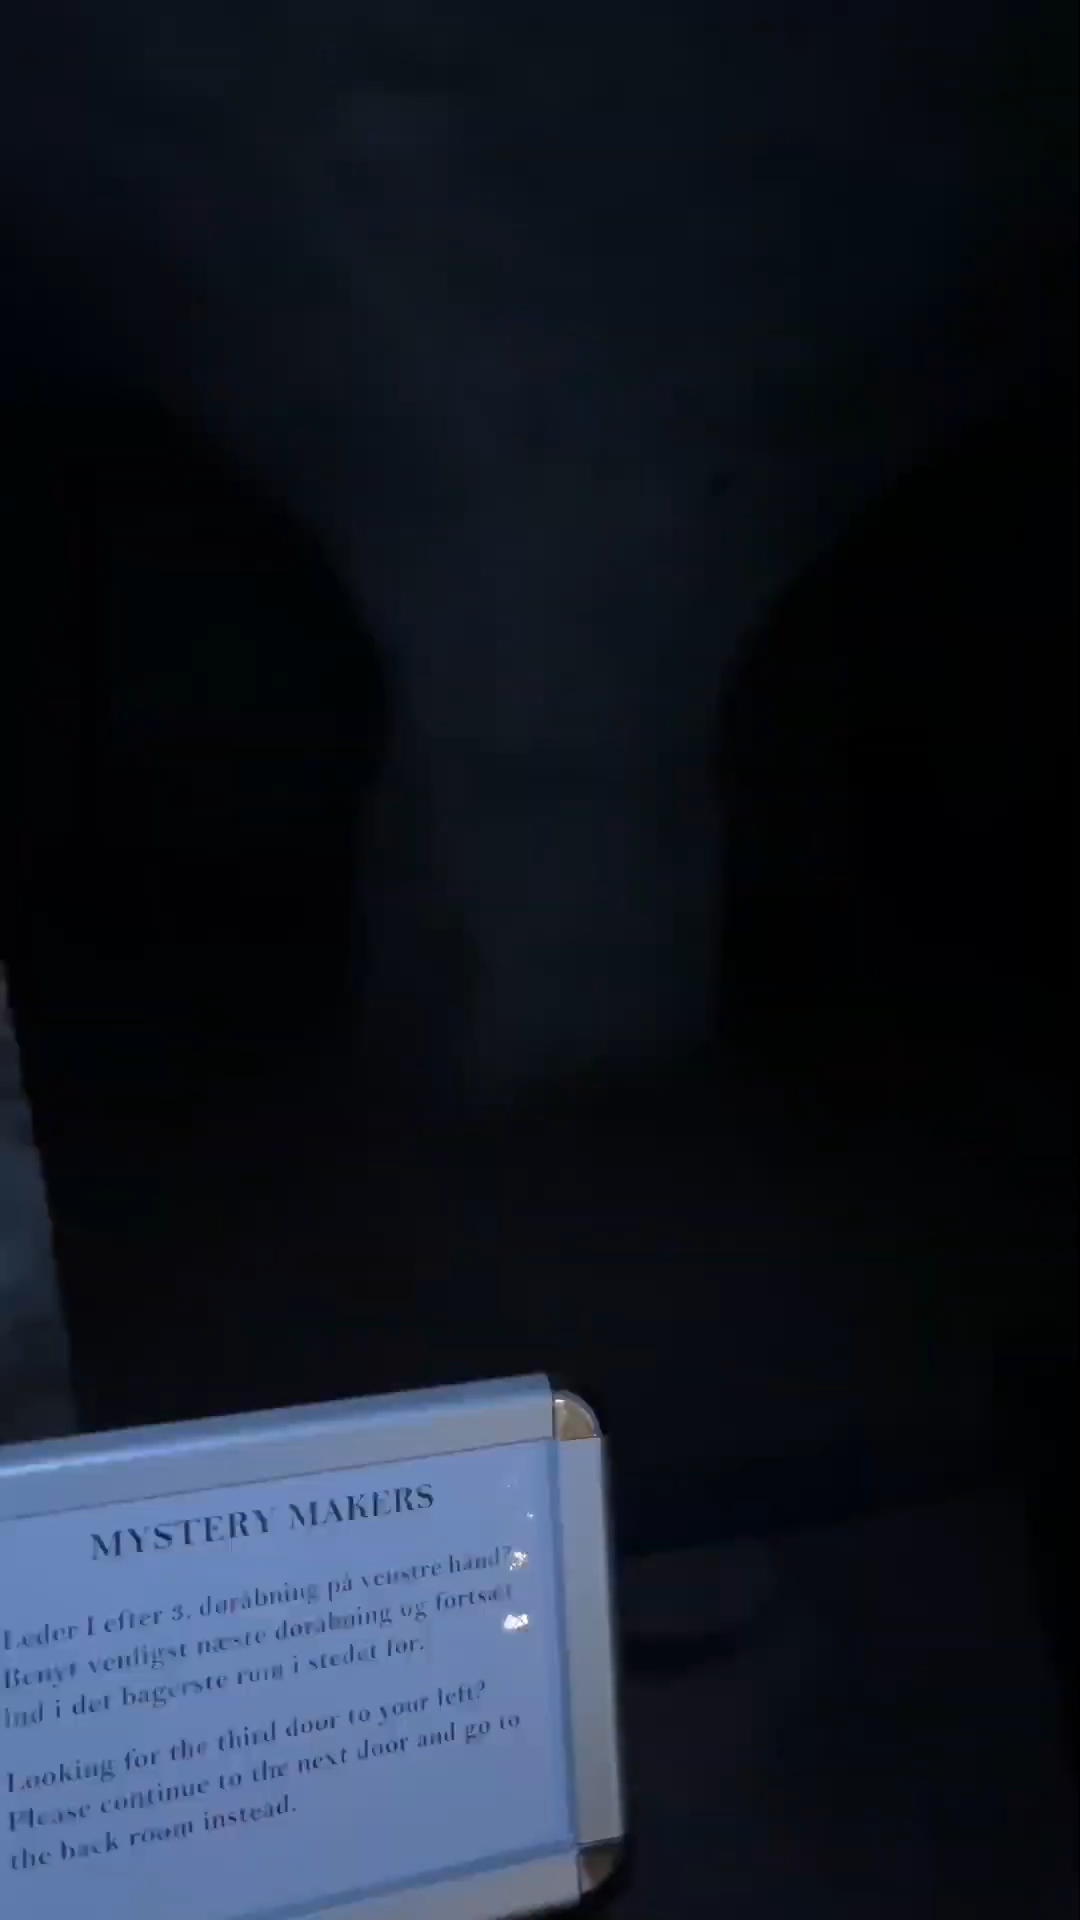 MYSTERY MAKERS
Leder I efter 3. døråbning på venstre hånd?
Benyt venligst næste døråbning og fortsæt
ind i det bagerste rum i stedet for.
Looking for the third door to your left?
Please continue to the next door and go to
the back room instead.